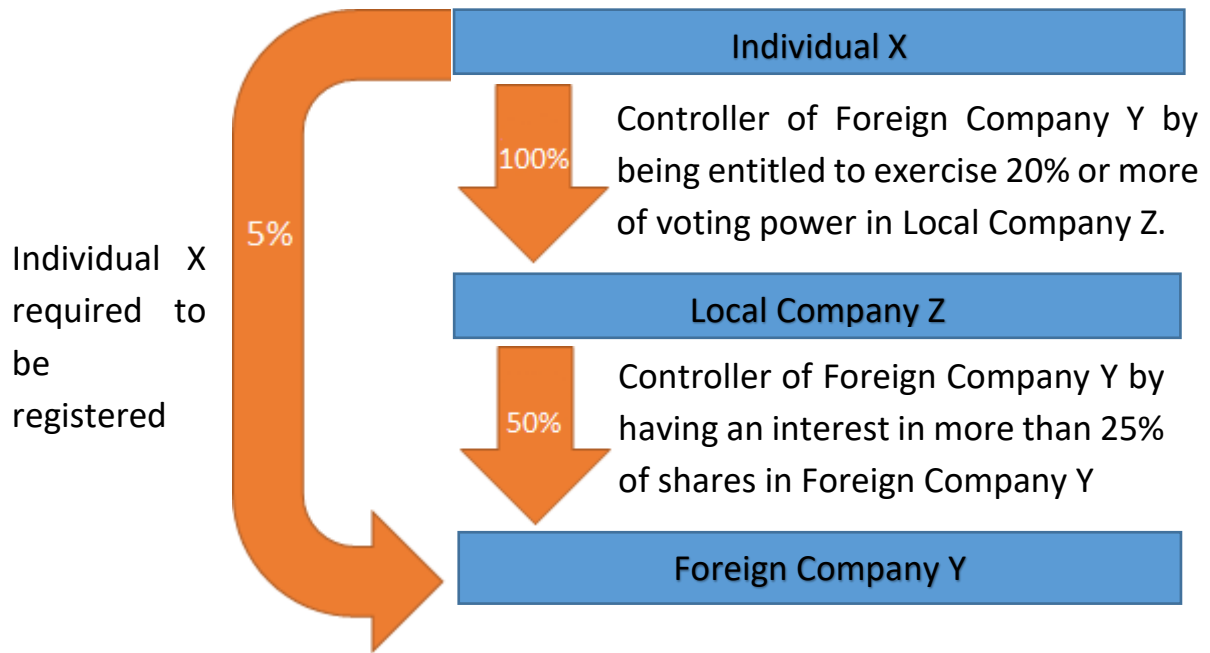 Individual X
Controller of Foreign Company Y by
being entitled to exercise 20% or more
of voting power in Local Company Z.
100%
5%
Individual X
required to
be
registered
Local Company Z
Controller of Foreign Company Y by
having an interest in more than 25%
of shares in Foreign Company Y
50%
Foreign Company Y